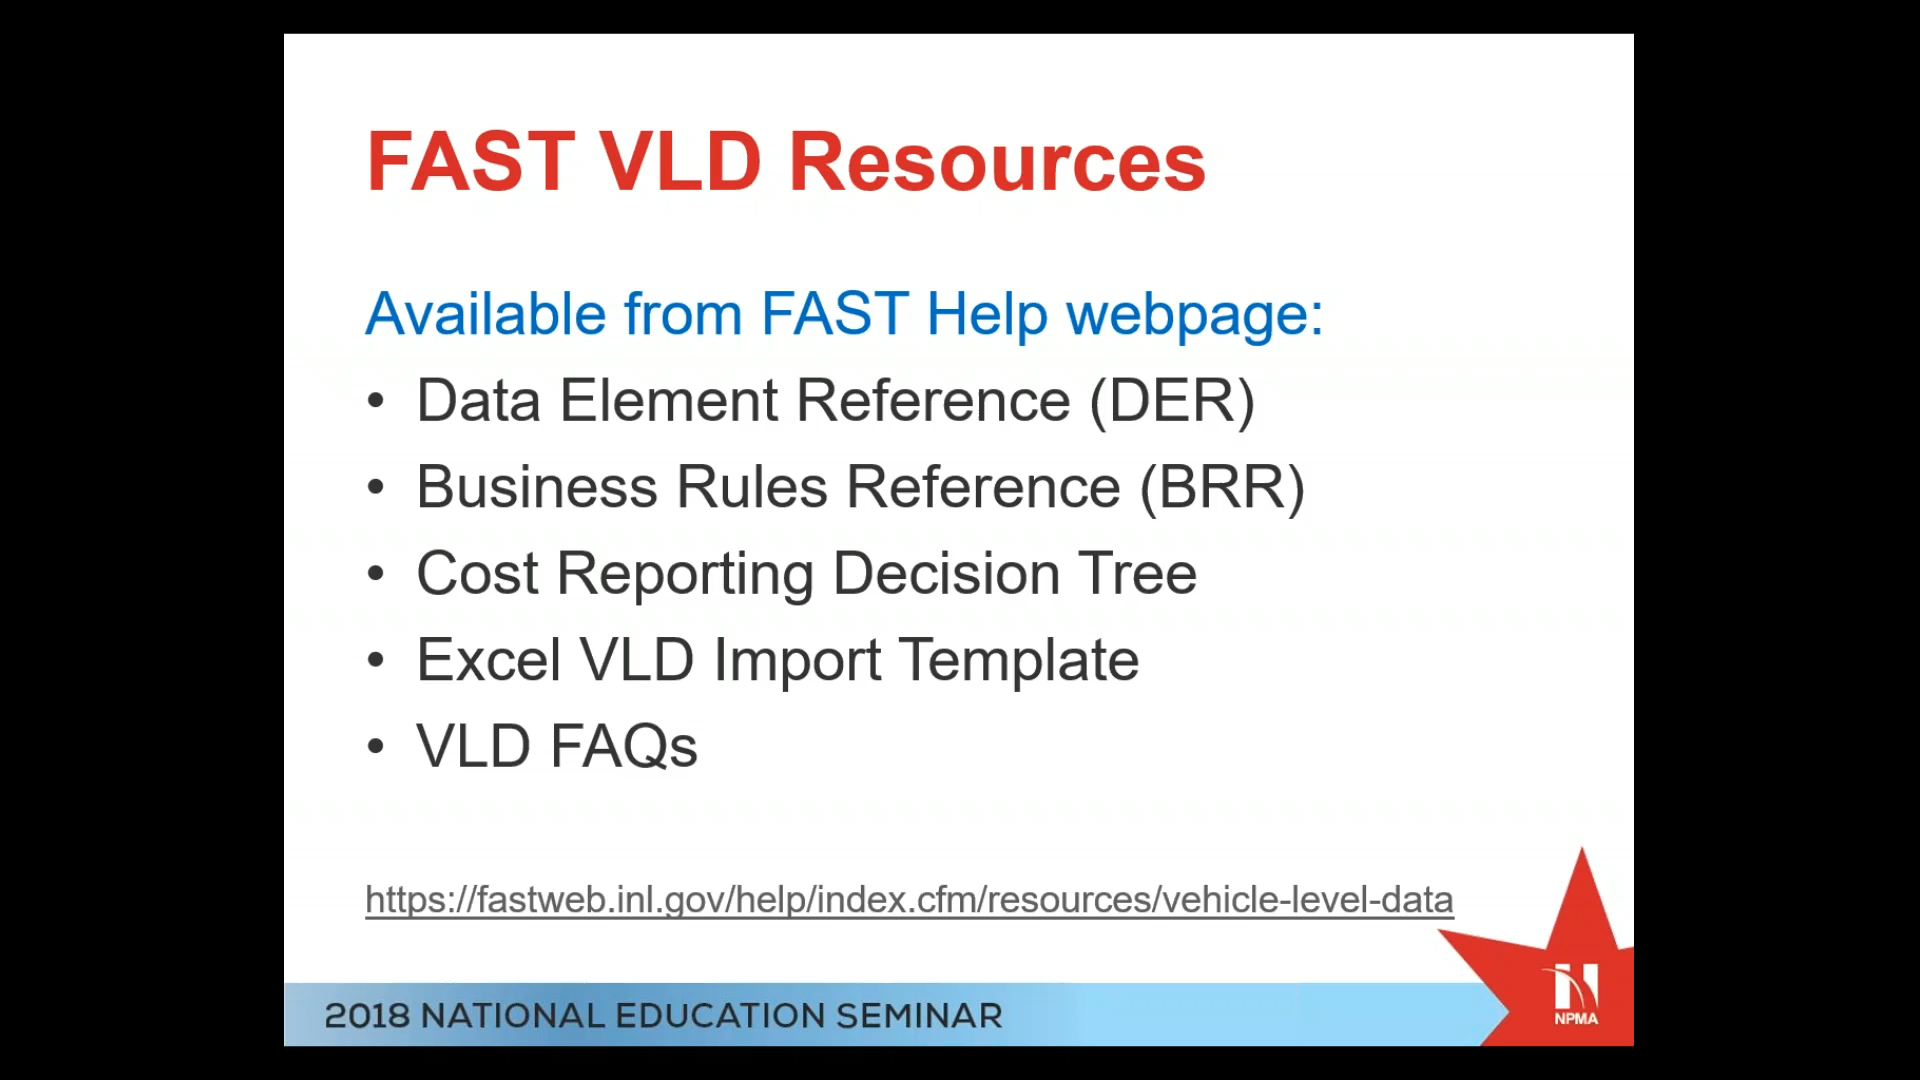 FAST VLD Resources
Available from FAST Help webpage:
• Data Element Reference (DER)
• Business Rules Reference (BRR)
• Cost Reporting Decision Tree
• Excel VLD Import Template
• VLD FAQs
https://fastweb.inl.gov/help/index.cfm/resources/vehicle-level-data
2018 NATIONAL EDUCATION SEMINAR
NPMA